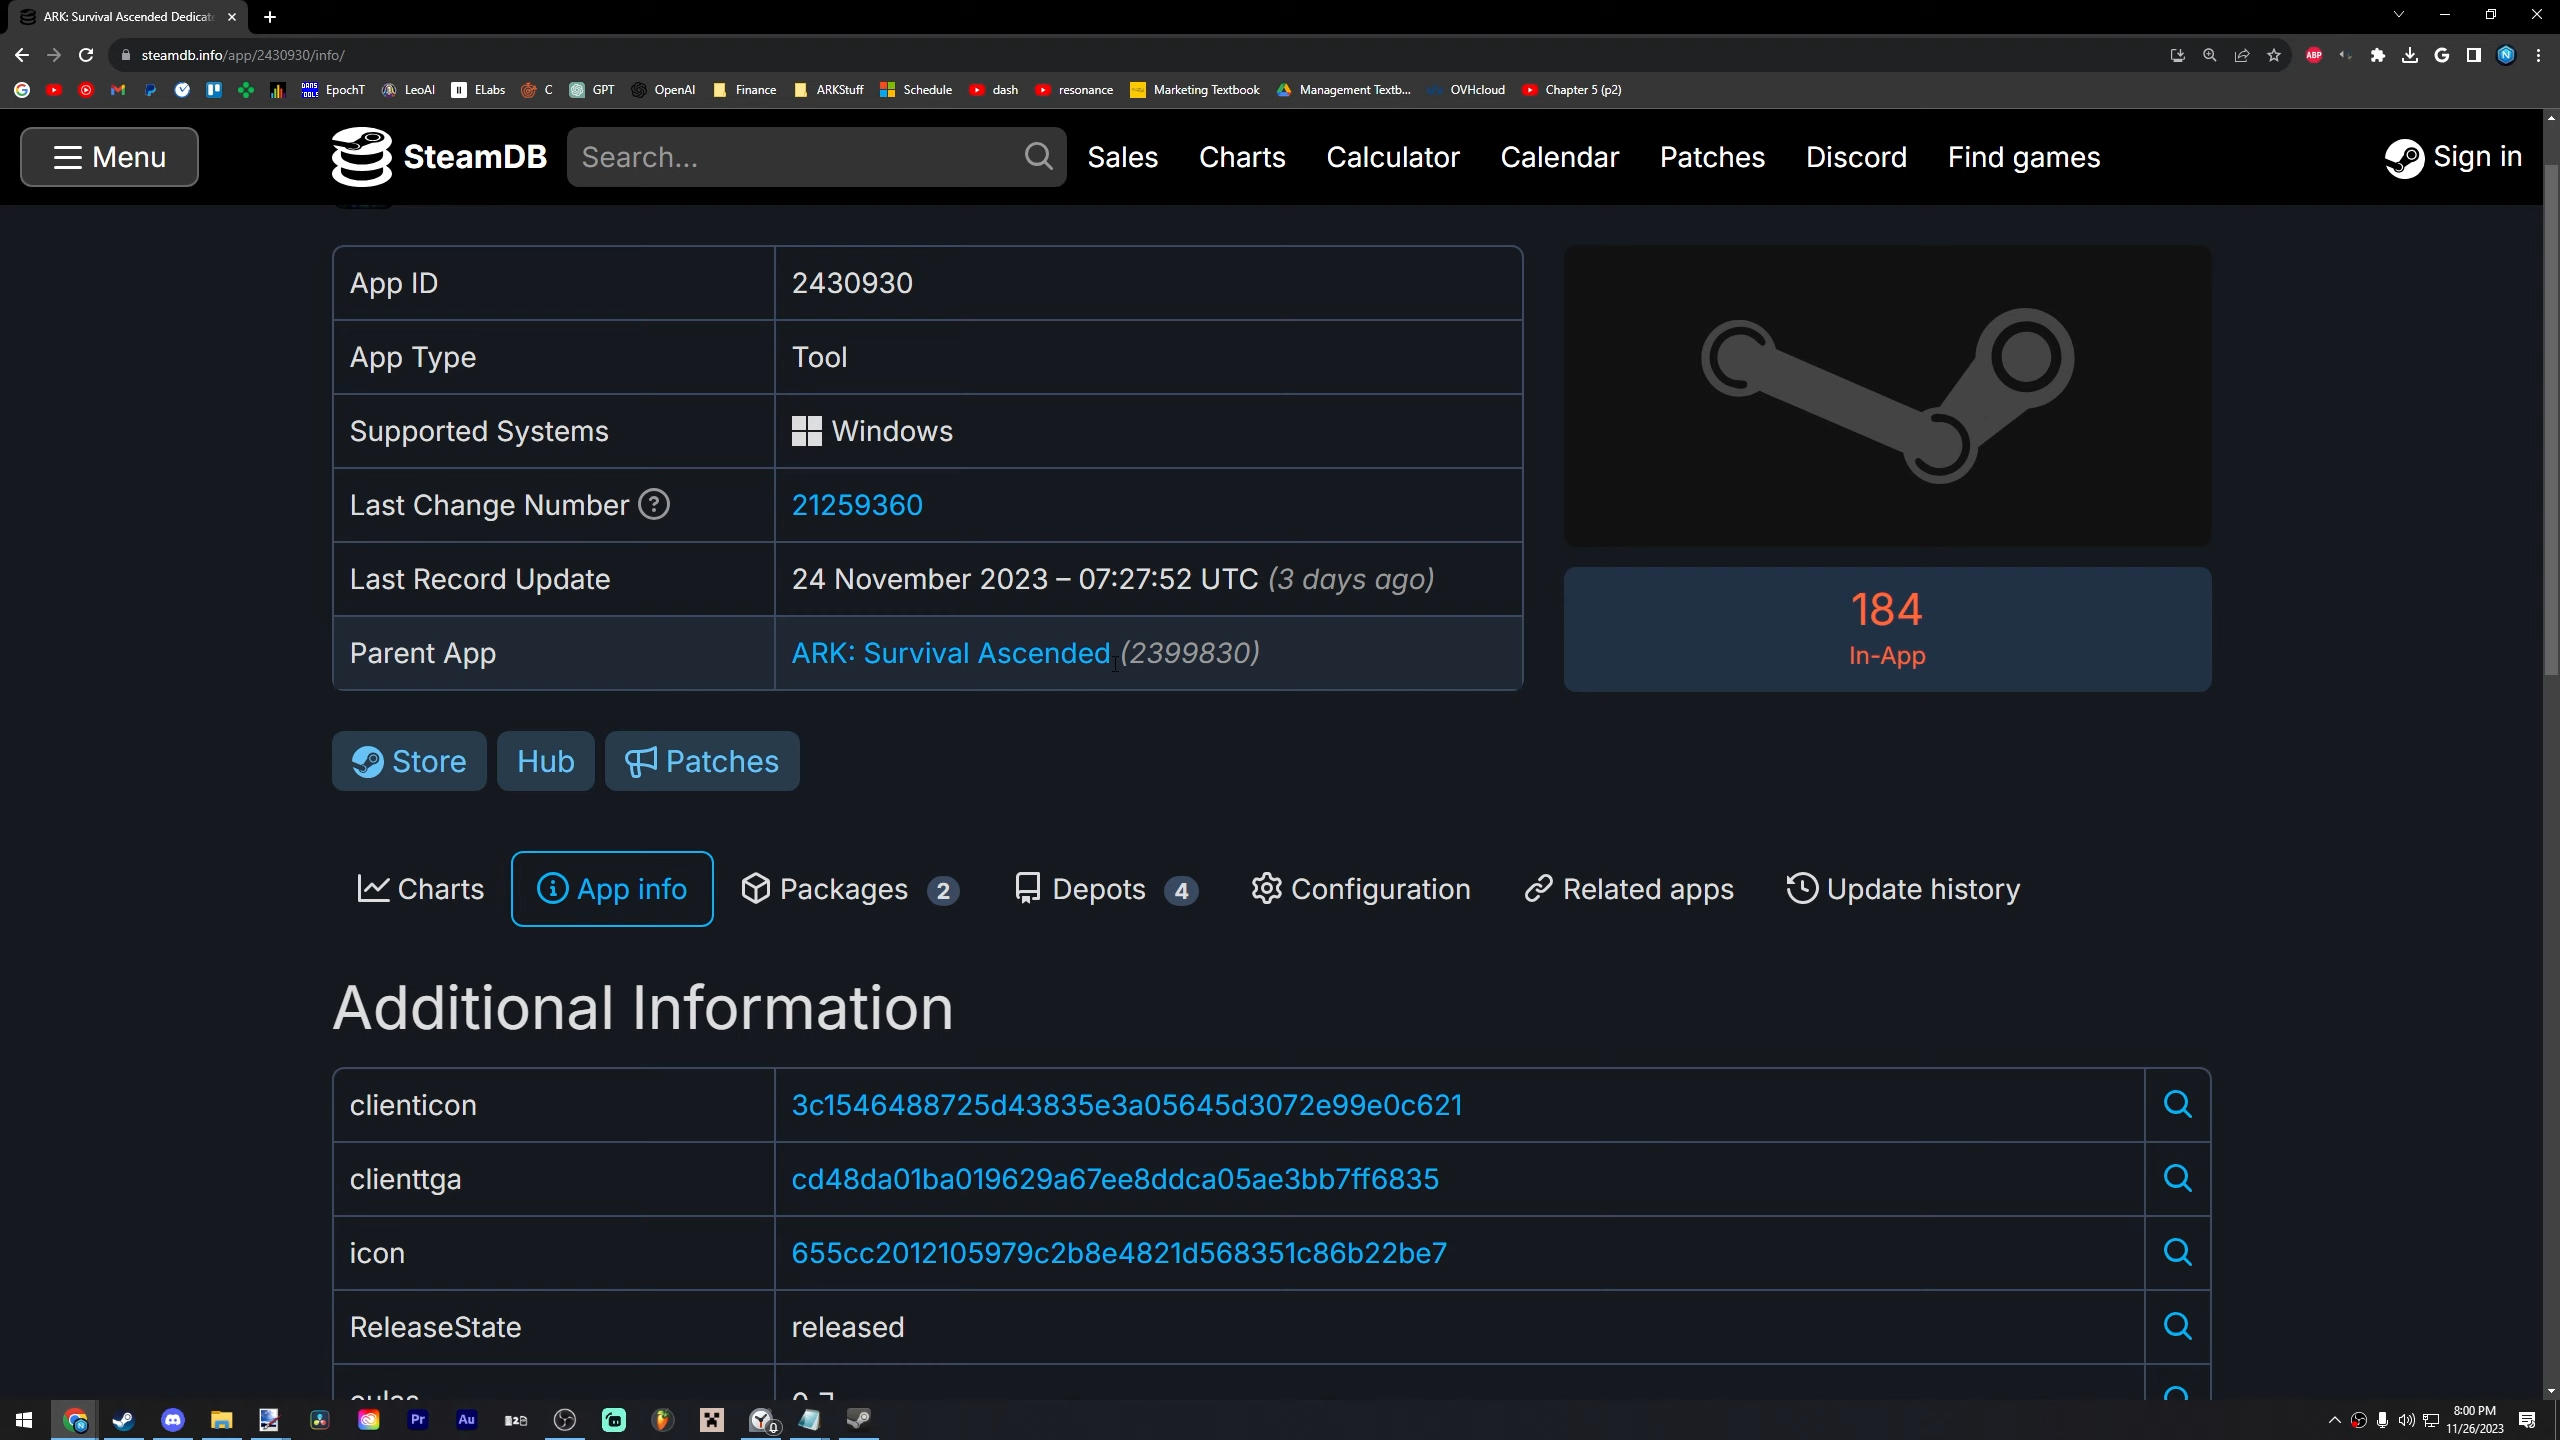 ARK: Survival Ascended Dedicat
steamdb.info/app/2430930/info/
ABP
EpochT
LeoAI
ELabs
C
GPT
OpenAI
Finance
ARKStuff
Schedule
dash
resonance
Marketing Textbook
Management Textb...
OVHcloud
Chapter 5 (p2)
Menu
SteamDB
Search...
Sales
Charts
Calculator
Calendar
Patches
Discord
Find games
Sign in
App ID
2430930
App Type
Tool
Supported Systems
Windows
Last Change Number ?
21259360
Last Record Update
24 November 2023 – 07:27:52 UTC (3 days ago)
Parent App
ARK: Survival Ascended (2399830)
184
In-App
Store
Hub
Patches
Charts
App info
Packages 2
Depots 4
Configuration
Related apps
Update history
Additional Information
clienticon
3c1546488725d43835e3a05645d3072e99e0c621
clienttga
cd48da01ba019629a67ee8ddca05ae3bb7ff6835
icon
655cc2012105979c2b8e4821d568351c86b22be7
ReleaseState
released
Pr
Au
8:00 PM
11/26/2023